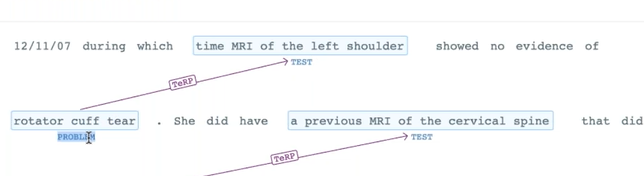 12/11/07 during which time MRI of the left shoulder showed no evidence of
TEST
TeRP
rotator cuff tear . She did have a previous MRI of the cervical spine that did
PROBLEM TEST
TeRP